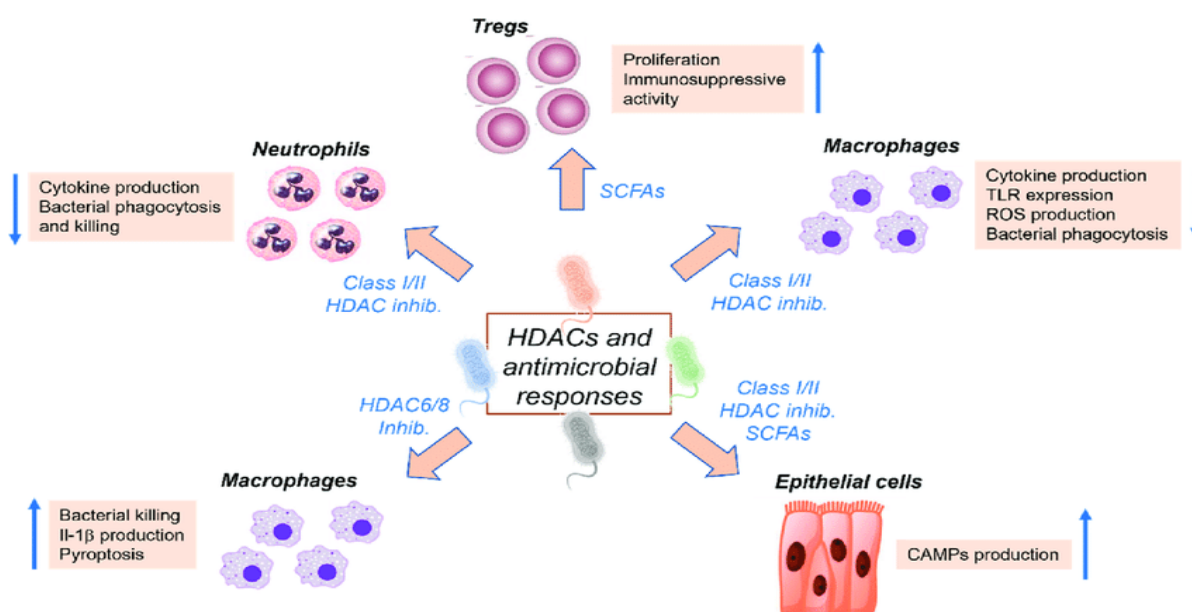 Tregs
Proliferation
Immunosuppressive
activity
Neutrophils
Cytokine production
Bacterial phagocytosis
and killing
SCFAs
Macrophages
Cytokine production
TLR expression
ROS production
Bacterial phagocytosis
Class I/II
HDAC inhib.
Class I/II
HDAC inhib.
HDACs and
antimicrobial
responses
HDAC6/8
Inhib.
Class I/II
HDAC inhib.
SCFAs
Macrophages
Bacterial killing
Il-1β production
Pyroptosis
Epithelial cells
CAMPs production